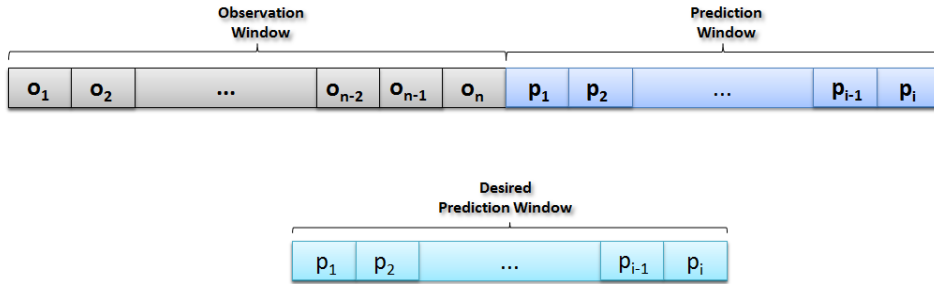 Observation
Window
Prediction
Window
o₁ o₂ ... oₙ₋₂ oₙ₋₁ oₙ p₁ p₂ ... pᵢ₋₁ pᵢ
Desired
Prediction Window
p₁ p₂ ... pᵢ₋₁ pᵢ